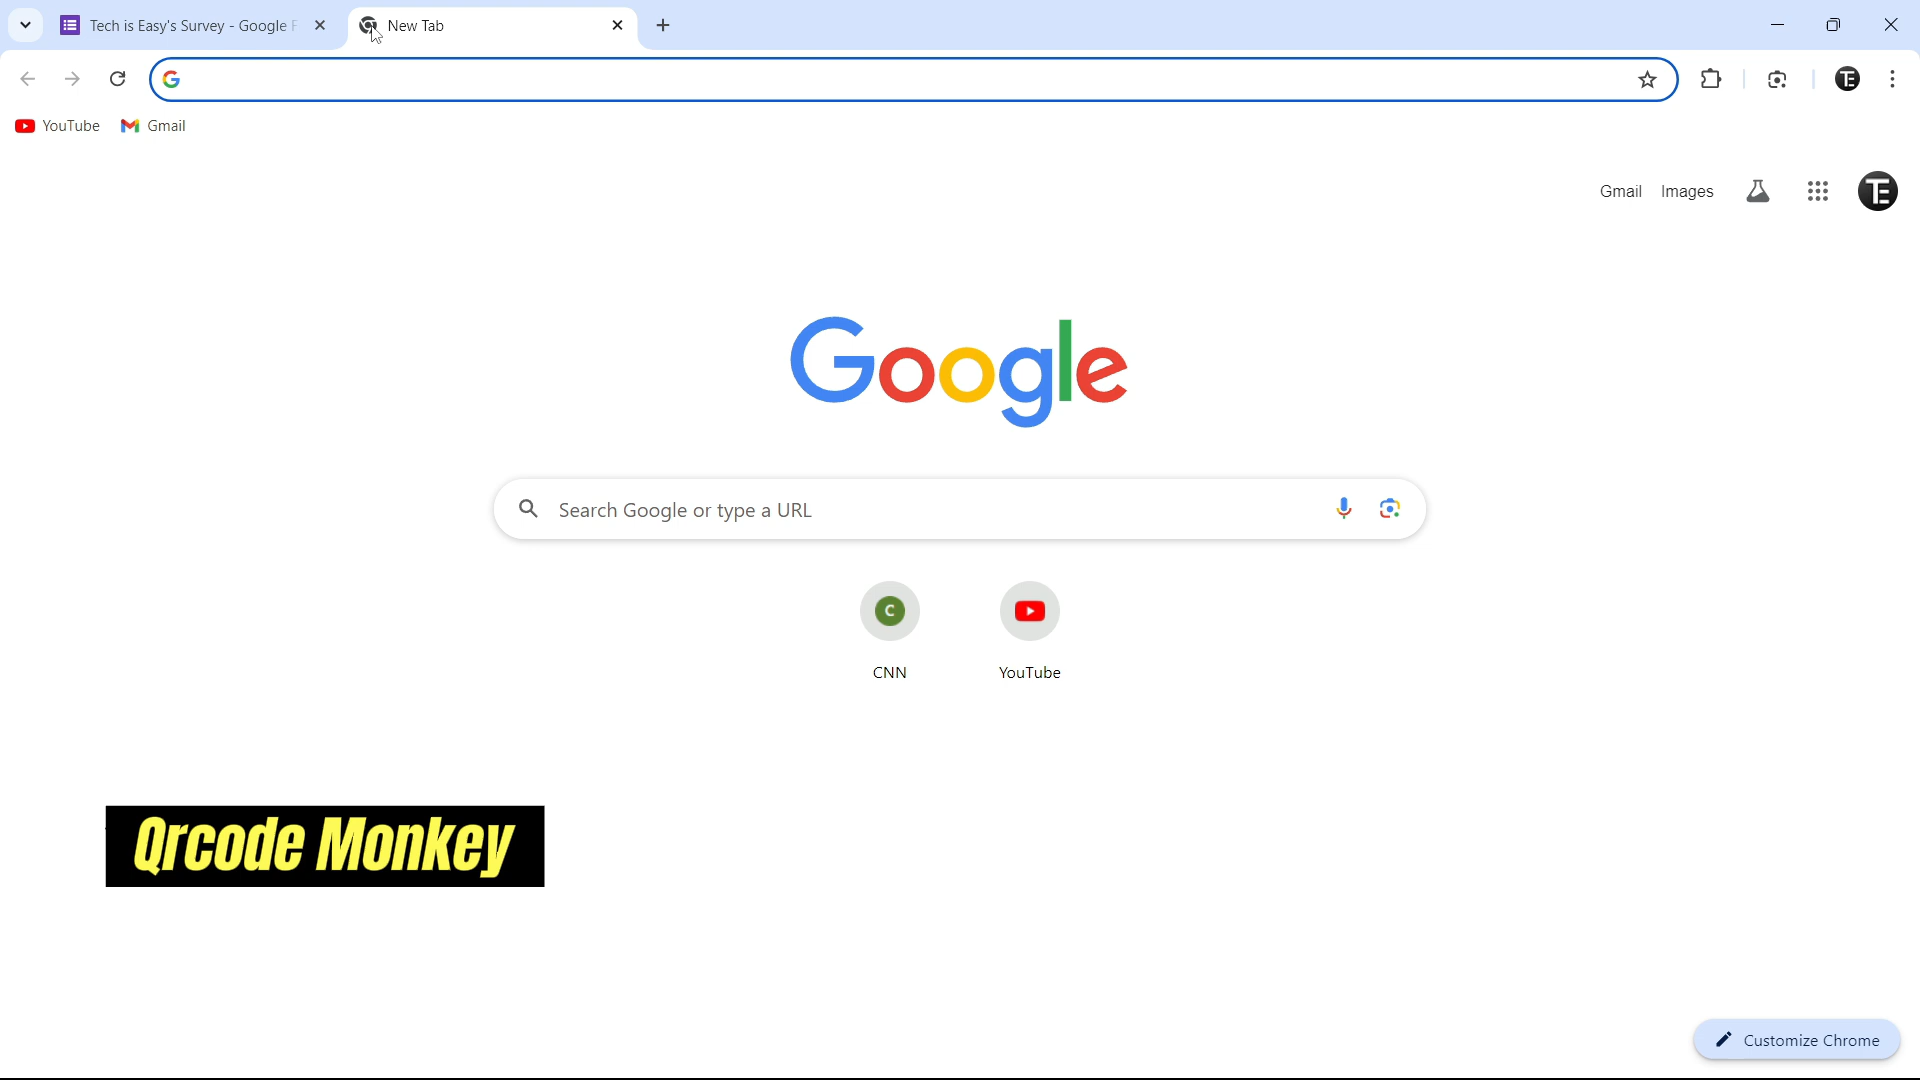 Tech is Easy's Survey - Google F
New Tab
YouTube
Gmail
Gmail
Images
TE
Google
Search Google or type a URL
C
CNN
YouTube
Qrcode Monkey
Customize Chrome